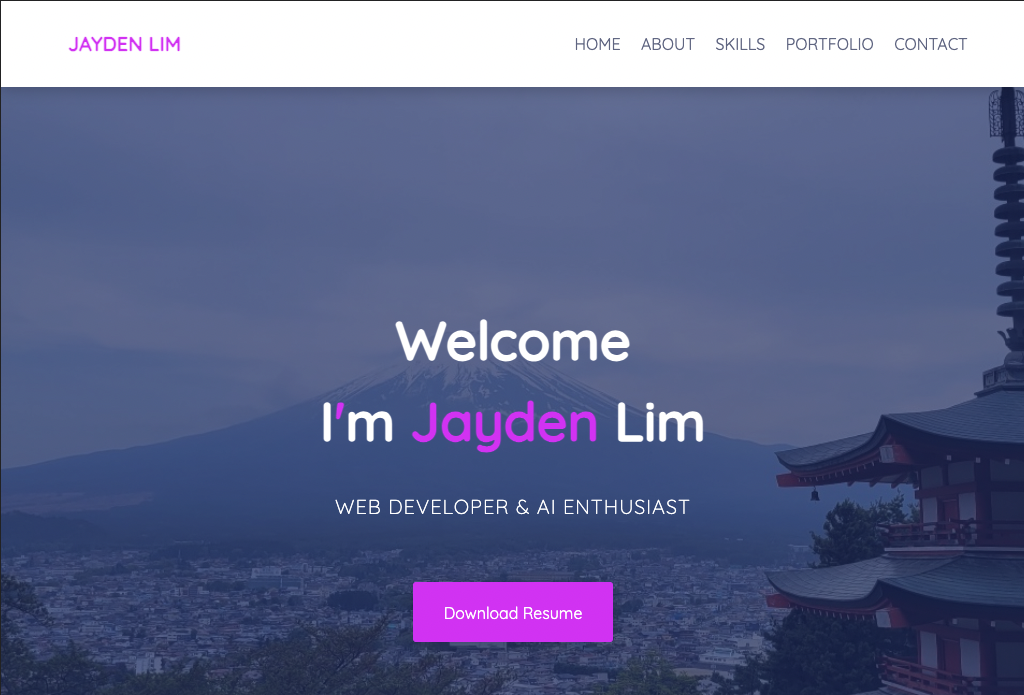 JAYDEN LIM
HOME ABOUT SKILLS PORTFOLIO CONTACT
Welcome
I'm Jayden Lim
WEB DEVELOPER & AI ENTHUSIAST
Download Resume